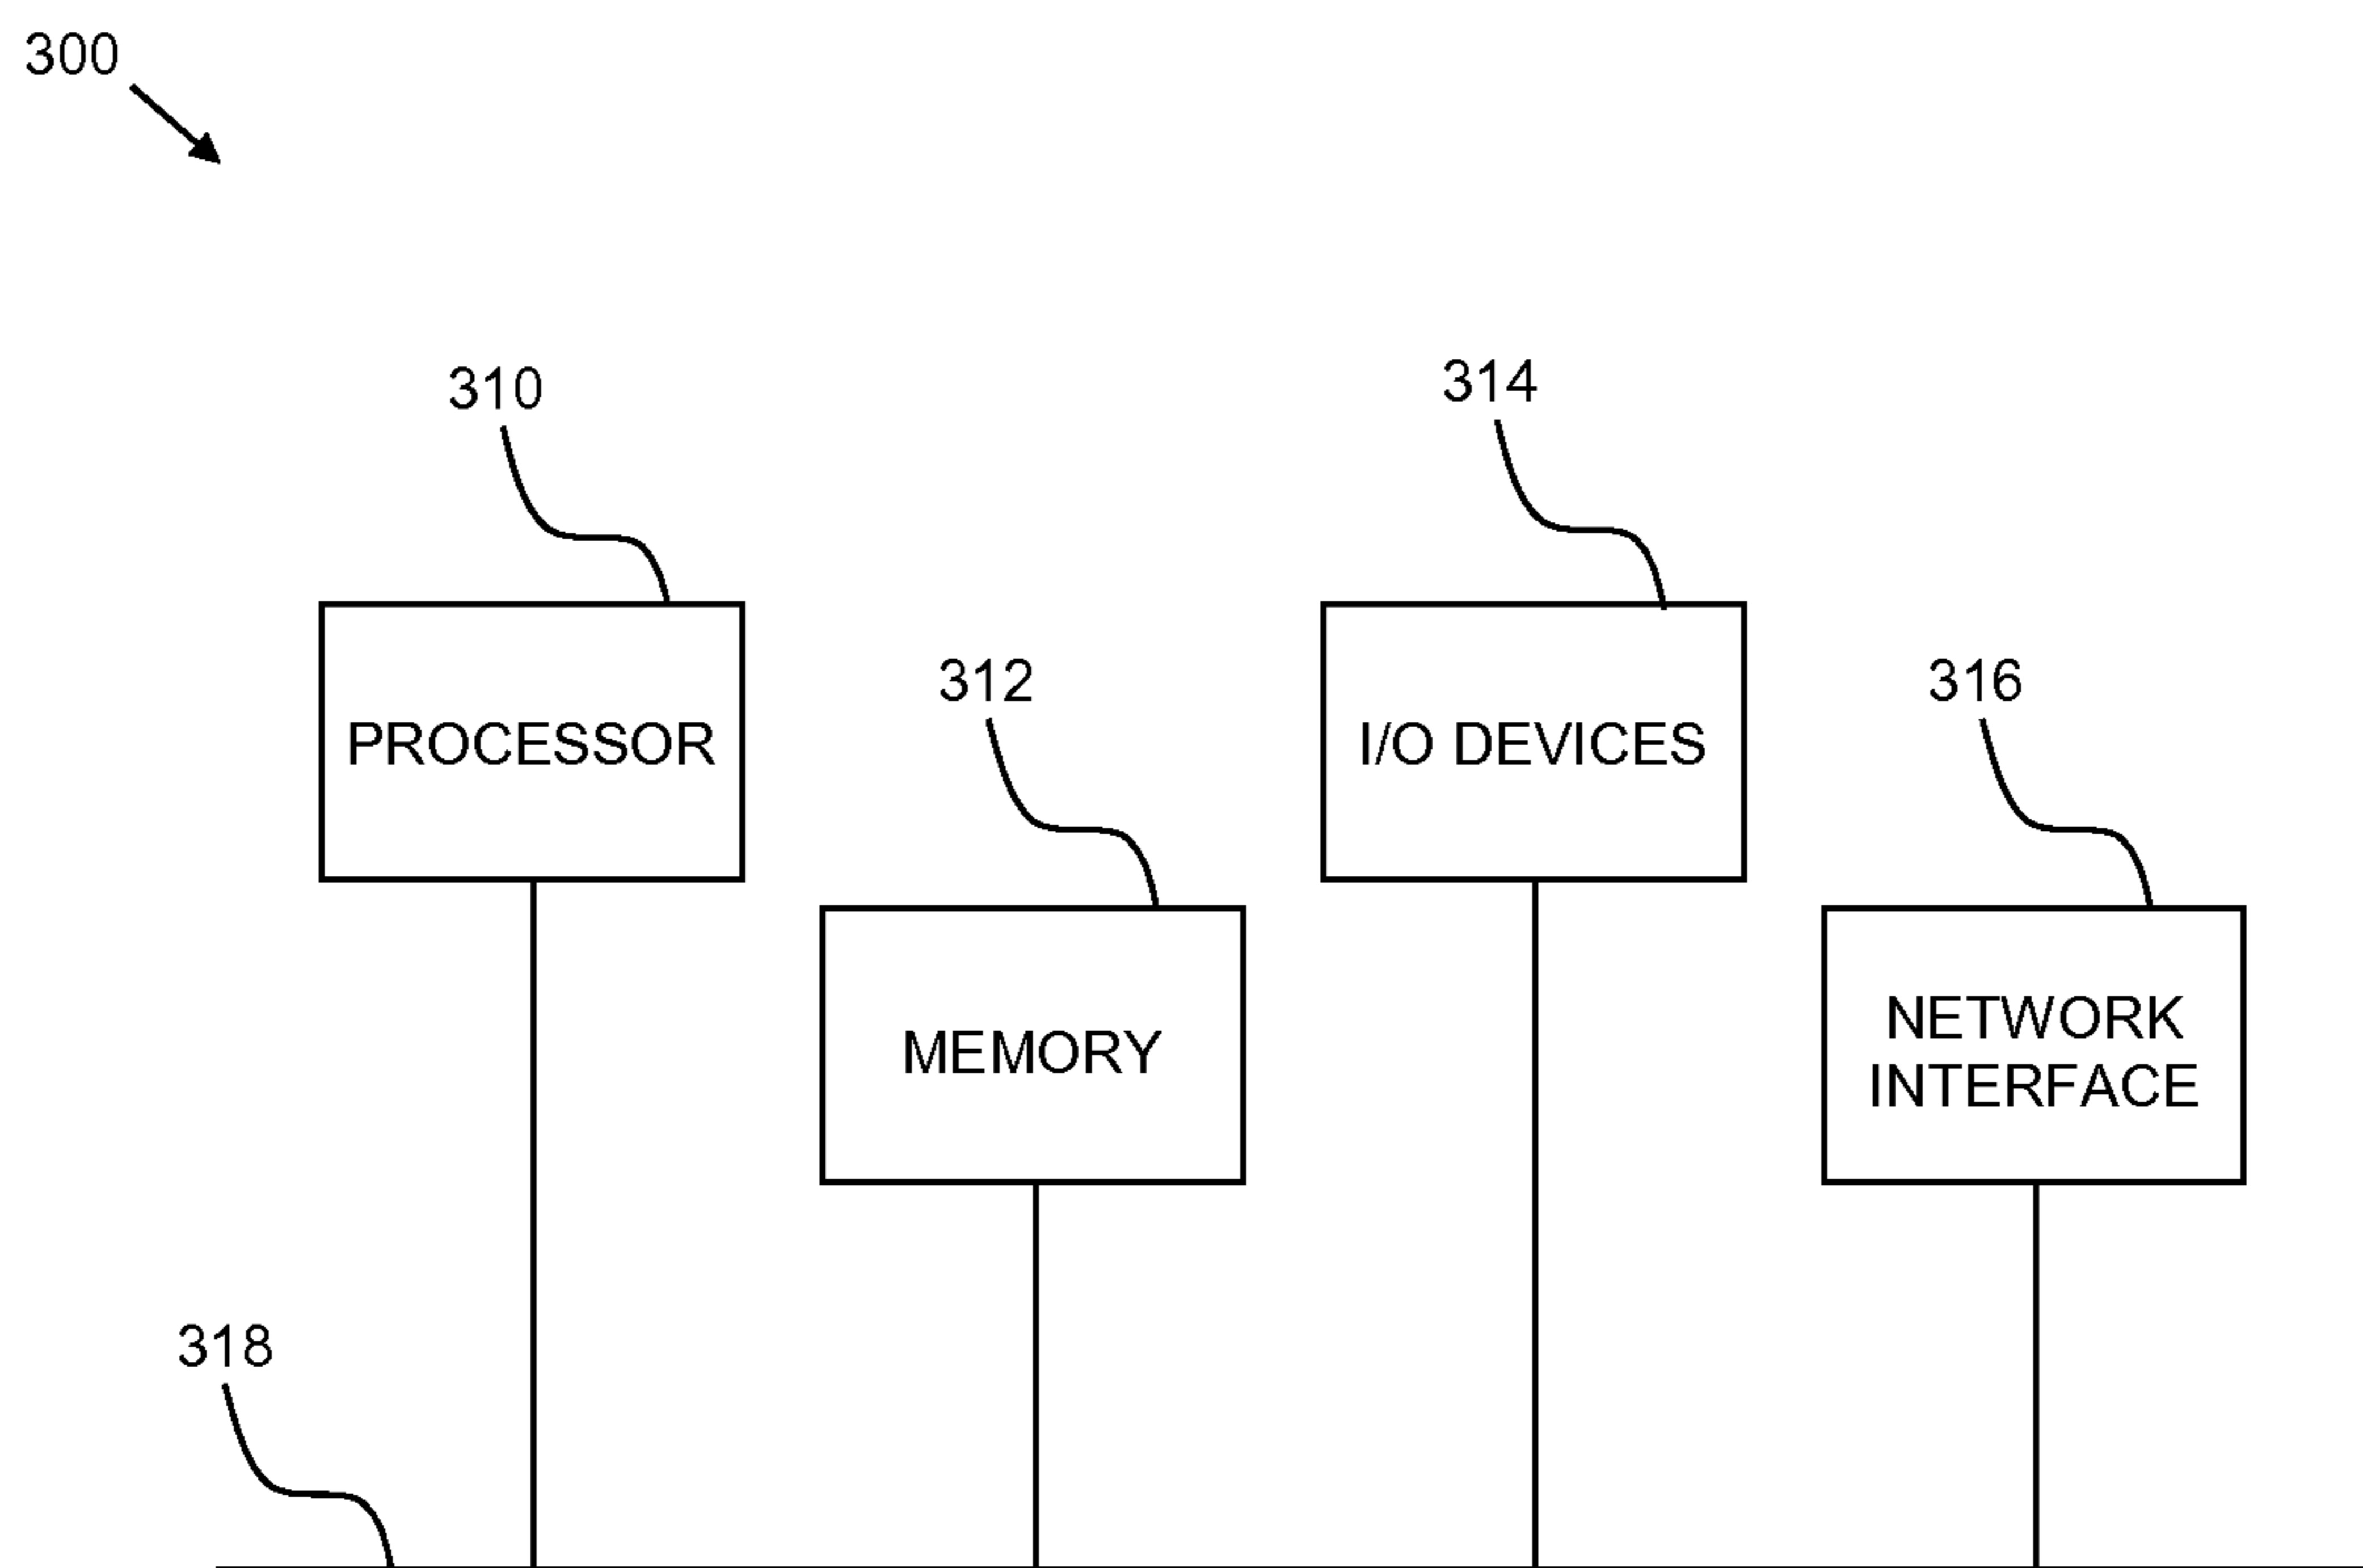 300
310
314
312
316
PROCESSOR
I/O DEVICES
MEMORY
NETWORK
INTERFACE
318